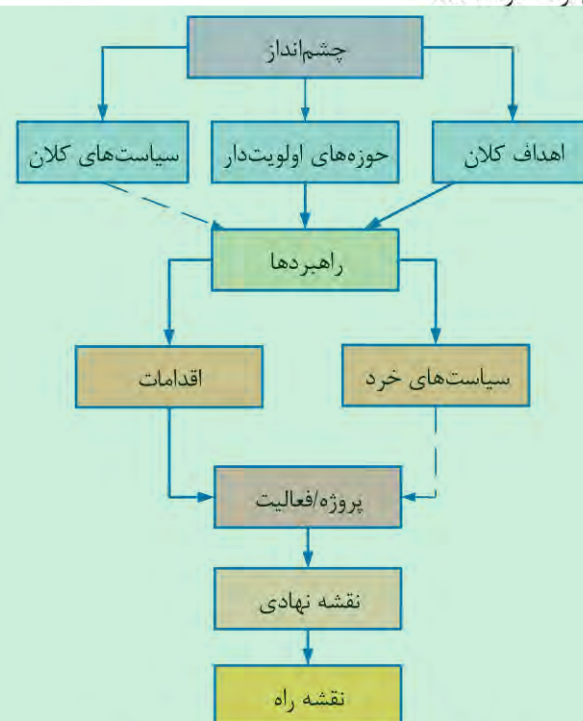 چشم‌انداز
اهداف کلان
حوزه‌های اولویت‌دار
سیاست‌های کلان
راهبردها
سیاست‌های خرد
اقدامات
پروژه/فعالیت
نقشه نهادی
نقشه راه